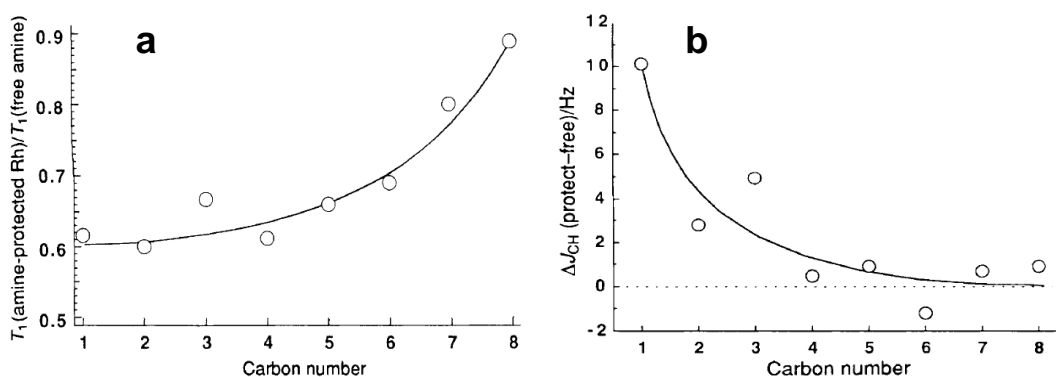 a
T₁(amine-protected Rh)/T₁(free amine)
0.9
0.8
0.7
0.6
0.5
1 2 3 4 5 6 7 8
Carbon number
b
ΔJCH (protect–free)/Hz
12
10
8
6
4
2
0
-2
1 2 3 4 5 6 7 8
Carbon number